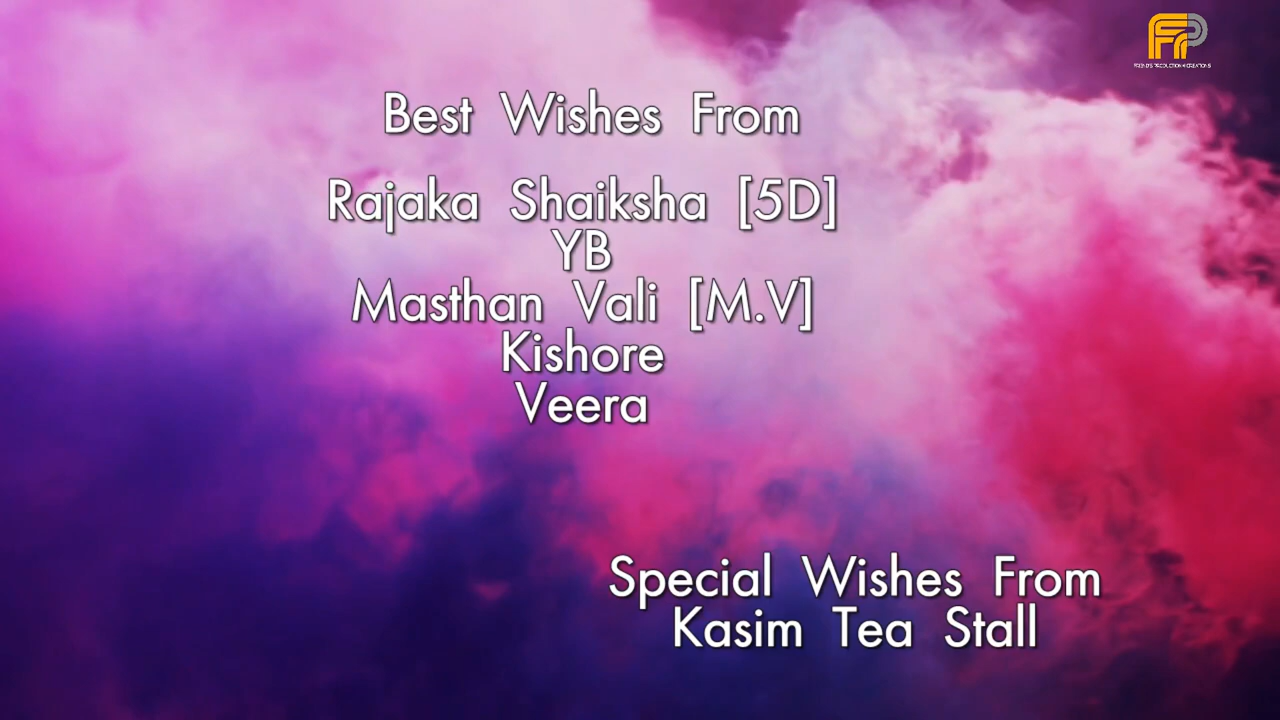 Best Wishes From
Rajaka Shaiksha [5D]
YB
Masthan Vali [M.V]
Kishore
Veera
Special Wishes From
Kasim Tea Stall